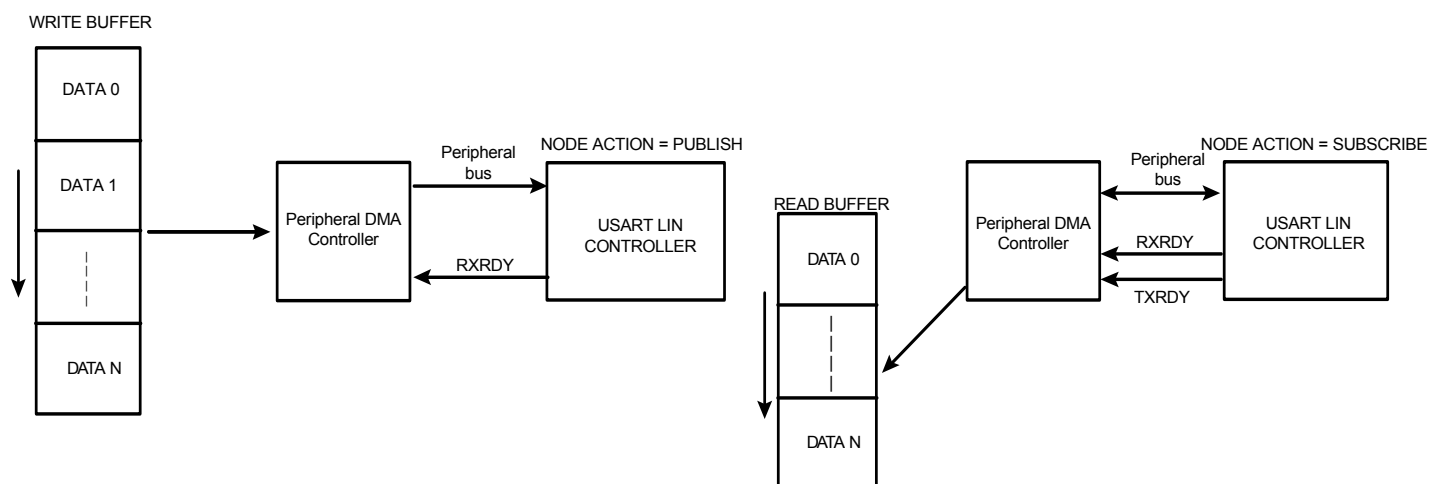 WRITE BUFFER
DATA 0
DATA 1
DATA N
Peripheral DMA
Controller
Peripheral
bus
RXRDY
NODE ACTION = PUBLISH
USART LIN
CONTROLLER
READ BUFFER
DATA 0
DATA N
Peripheral DMA
Controller
Peripheral
bus
RXRDY
TXRDY
NODE ACTION = SUBSCRIBE
USART LIN
CONTROLLER